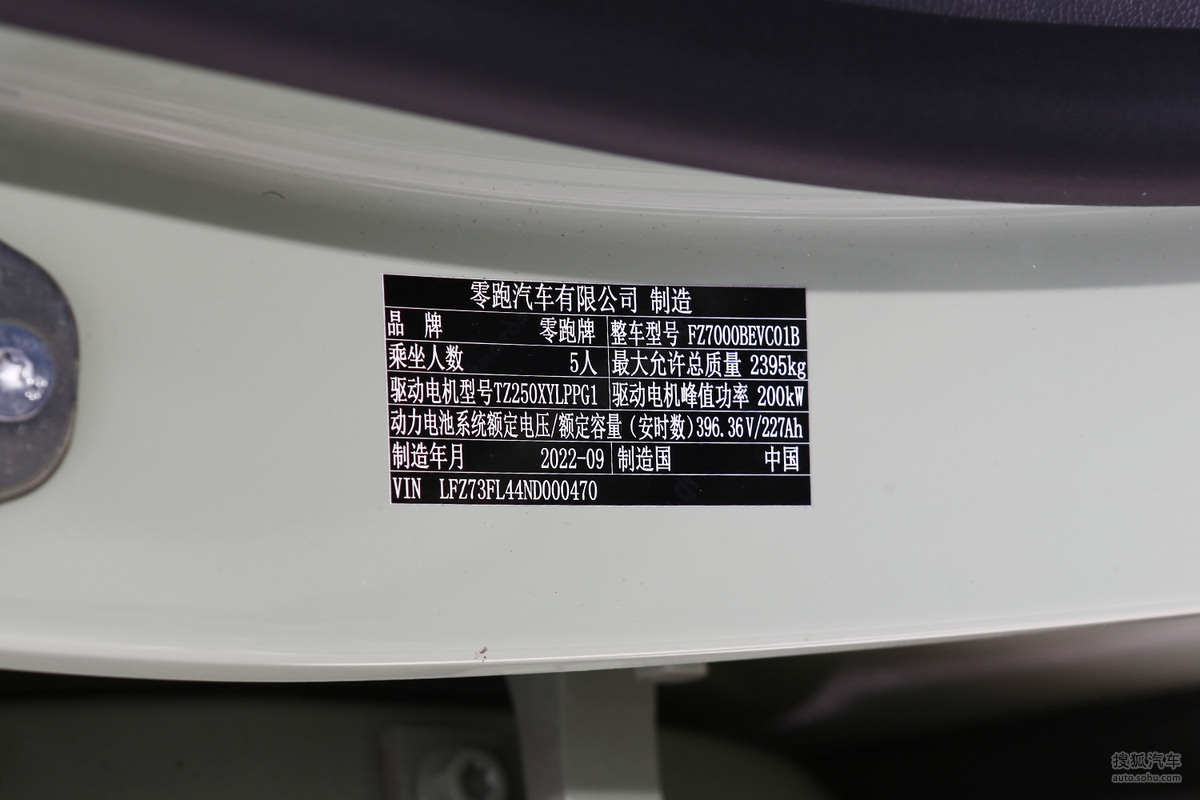 零跑汽车有限公司 制造
品 牌 零跑牌 整车型号 FZ7000BEVC01B
乘坐人数 5人 最大允许总质量 2395kg
驱动电机型号TZ250XYLPPG1 驱动电机峰值功率 200kW
动力电池系统额定电压/额定容量(安时数)396.36V/227Ah
制造年月 2022-09 制造国 中国
VIN LFZ73FL44ND000470
搜狐汽车
auto.sohu.com